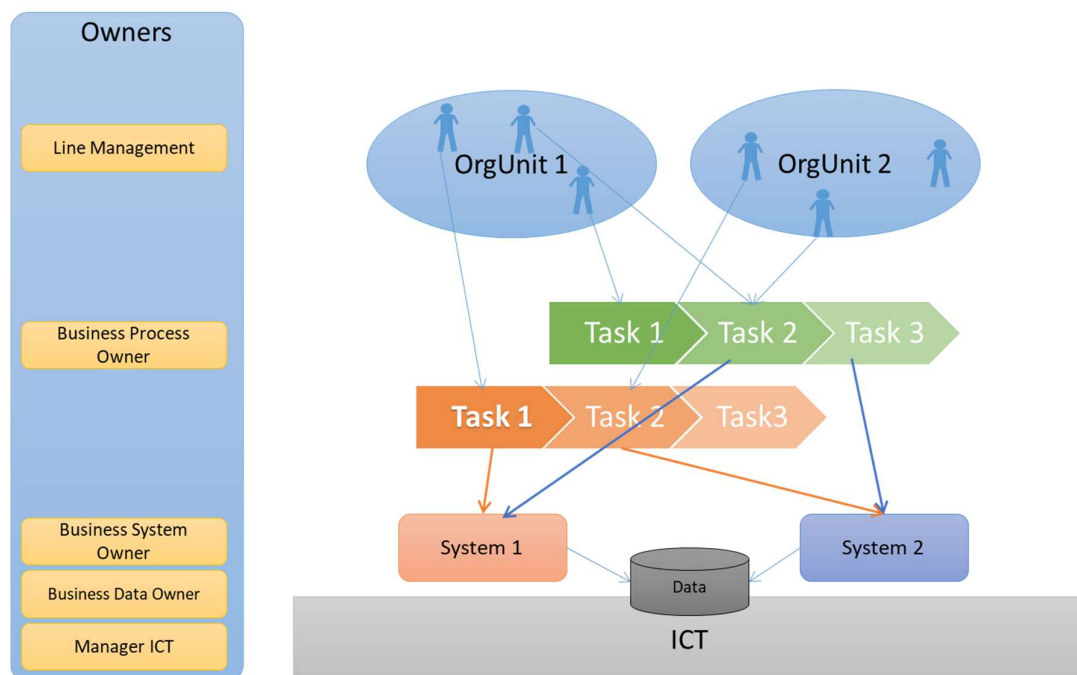 Owners
Line Management
Business Process
Owner
Business System
Owner
Business Data Owner
Manager ICT
OrgUnit 1
OrgUnit 2
Task 1
Task 2
Task 3
Task 1
Task 2
Task3
System 1
System 2
Data
ICT